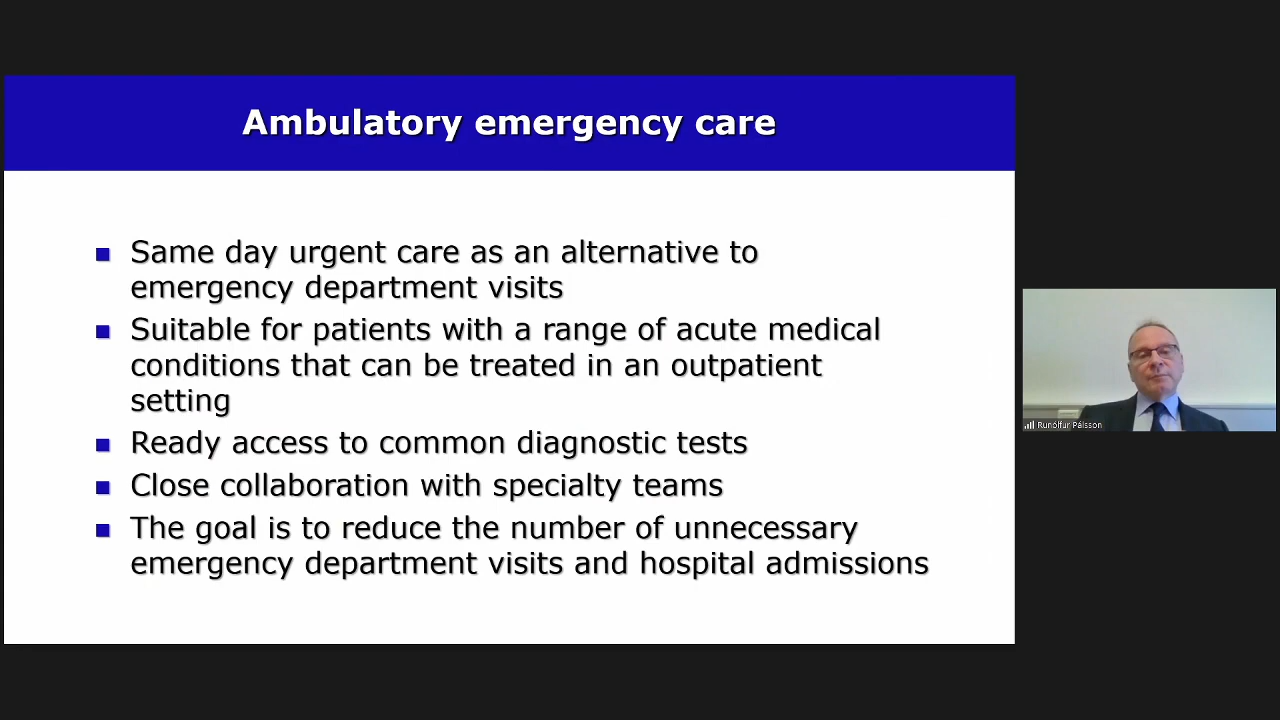 Ambulatory emergency care
Same day urgent care as an alternative to
emergency department visits
Suitable for patients with a range of acute medical
conditions that can be treated in an outpatient
setting
Ready access to common diagnostic tests
Close collaboration with specialty teams
The goal is to reduce the number of unnecessary
emergency department visits and hospital admissions
Runólfur Pálsson